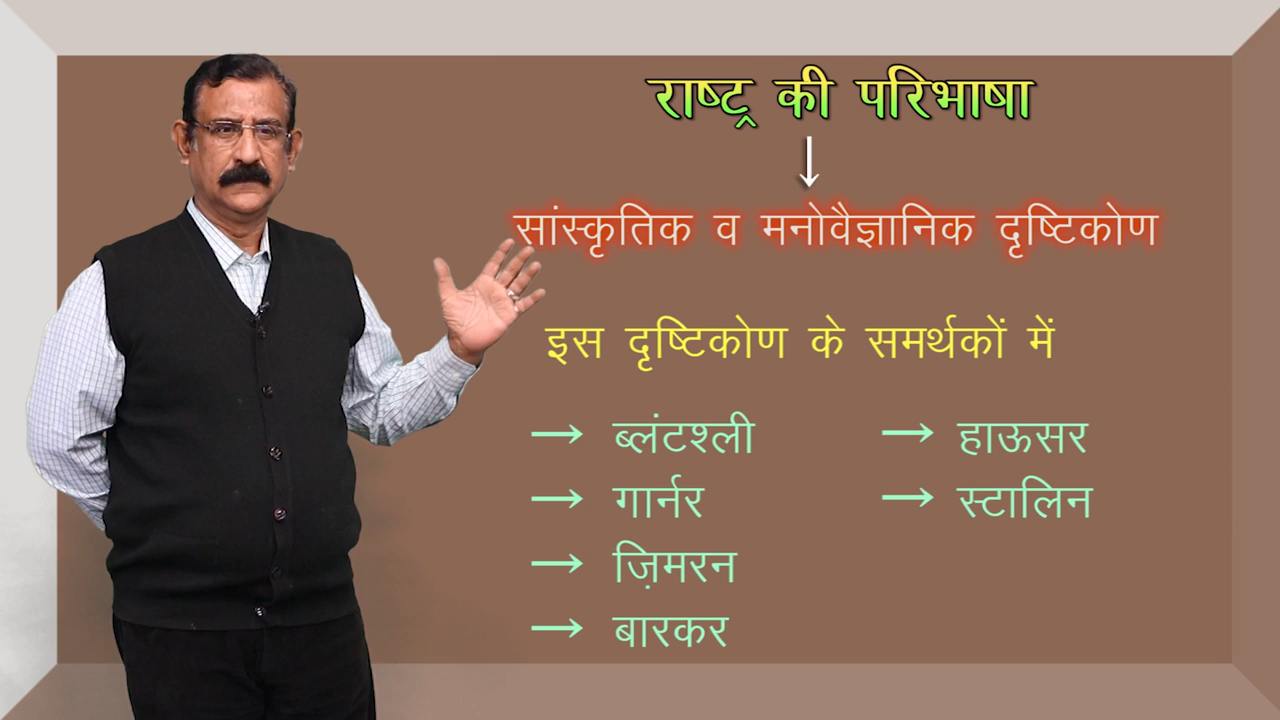 राष्ट्र की परिभाषा
↓
सांस्कृतिक व मनोवैज्ञानिक दृष्टिकोण
इस दृष्टिकोण के समर्थकों में
→ ब्लंटश्ली → हाऊसर
→ गार्नर → स्टालिन
→ ज़िमरन
→ बारकर